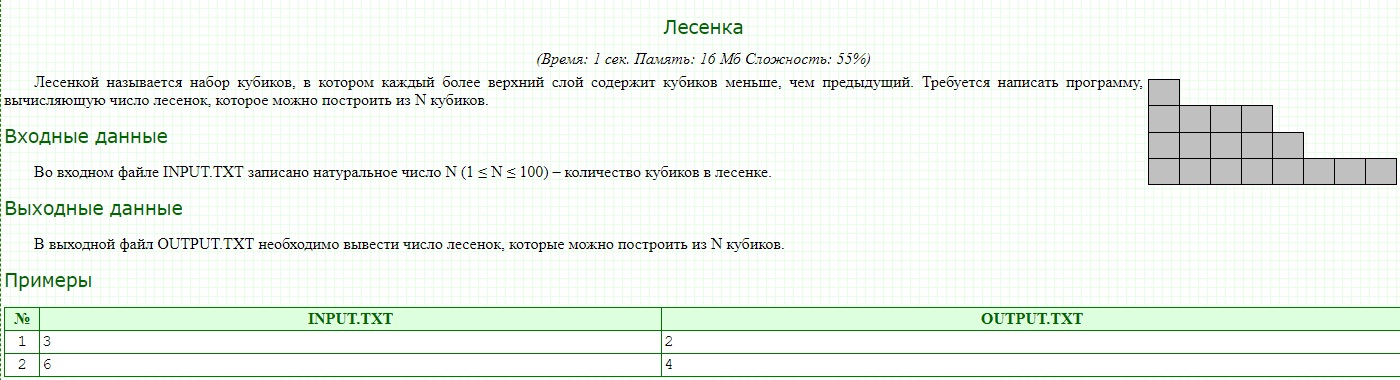 Лесенка
(Время: 1 сек. Память: 16 Мб Сложность: 55%)
Лесенкой называется набор кубиков, в котором каждый более верхний слой содержит кубиков меньше, чем предыдущий. Требуется написать программу,
вычисляющую число лесенок, которое можно построить из N кубиков.
Входные данные
Во входном файле INPUT.TXT записано натуральное число N (1 ≤ N ≤ 100) – количество кубиков в лесенке.
Выходные данные
В выходной файл OUTPUT.TXT необходимо вывести число лесенок, которые можно построить из N кубиков.
Примеры
№ INPUT.TXT OUTPUT.TXT
1 3 2
2 6 4